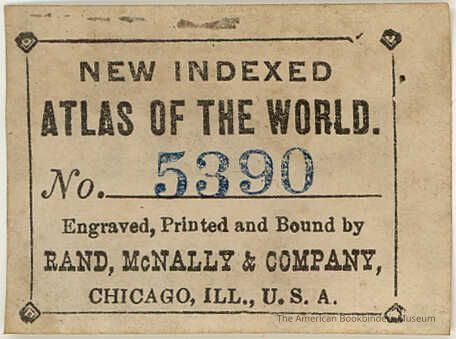 NEW INDEXED
ATLAS OF THE WORLD.
No. 5390
Engraved, Printed and Bound by
RAND, McNALLY & COMPANY,
CHICAGO, ILL., U. S. A.
The American Bookbinders Museum